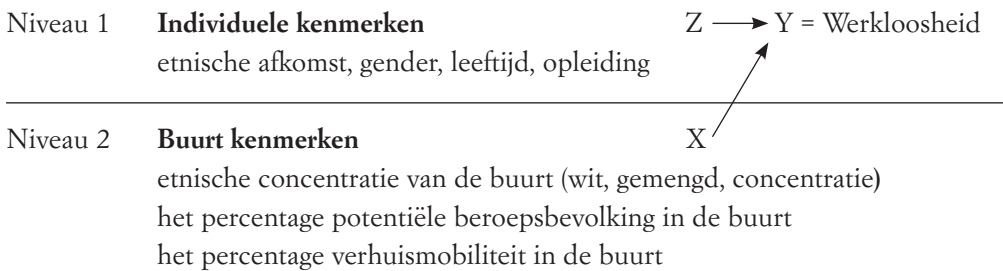 Niveau 1 Individuele kenmerken Z Y = Werkloosheid
etnische afkomst, gender, leeftijd, opleiding
Niveau 2 Buurt kenmerken X
etnische concentratie van de buurt (wit, gemengd, concentratie)
het percentage potentiële beroepsbevolking in de buurt
het percentage verhuismobiliteit in de buurt